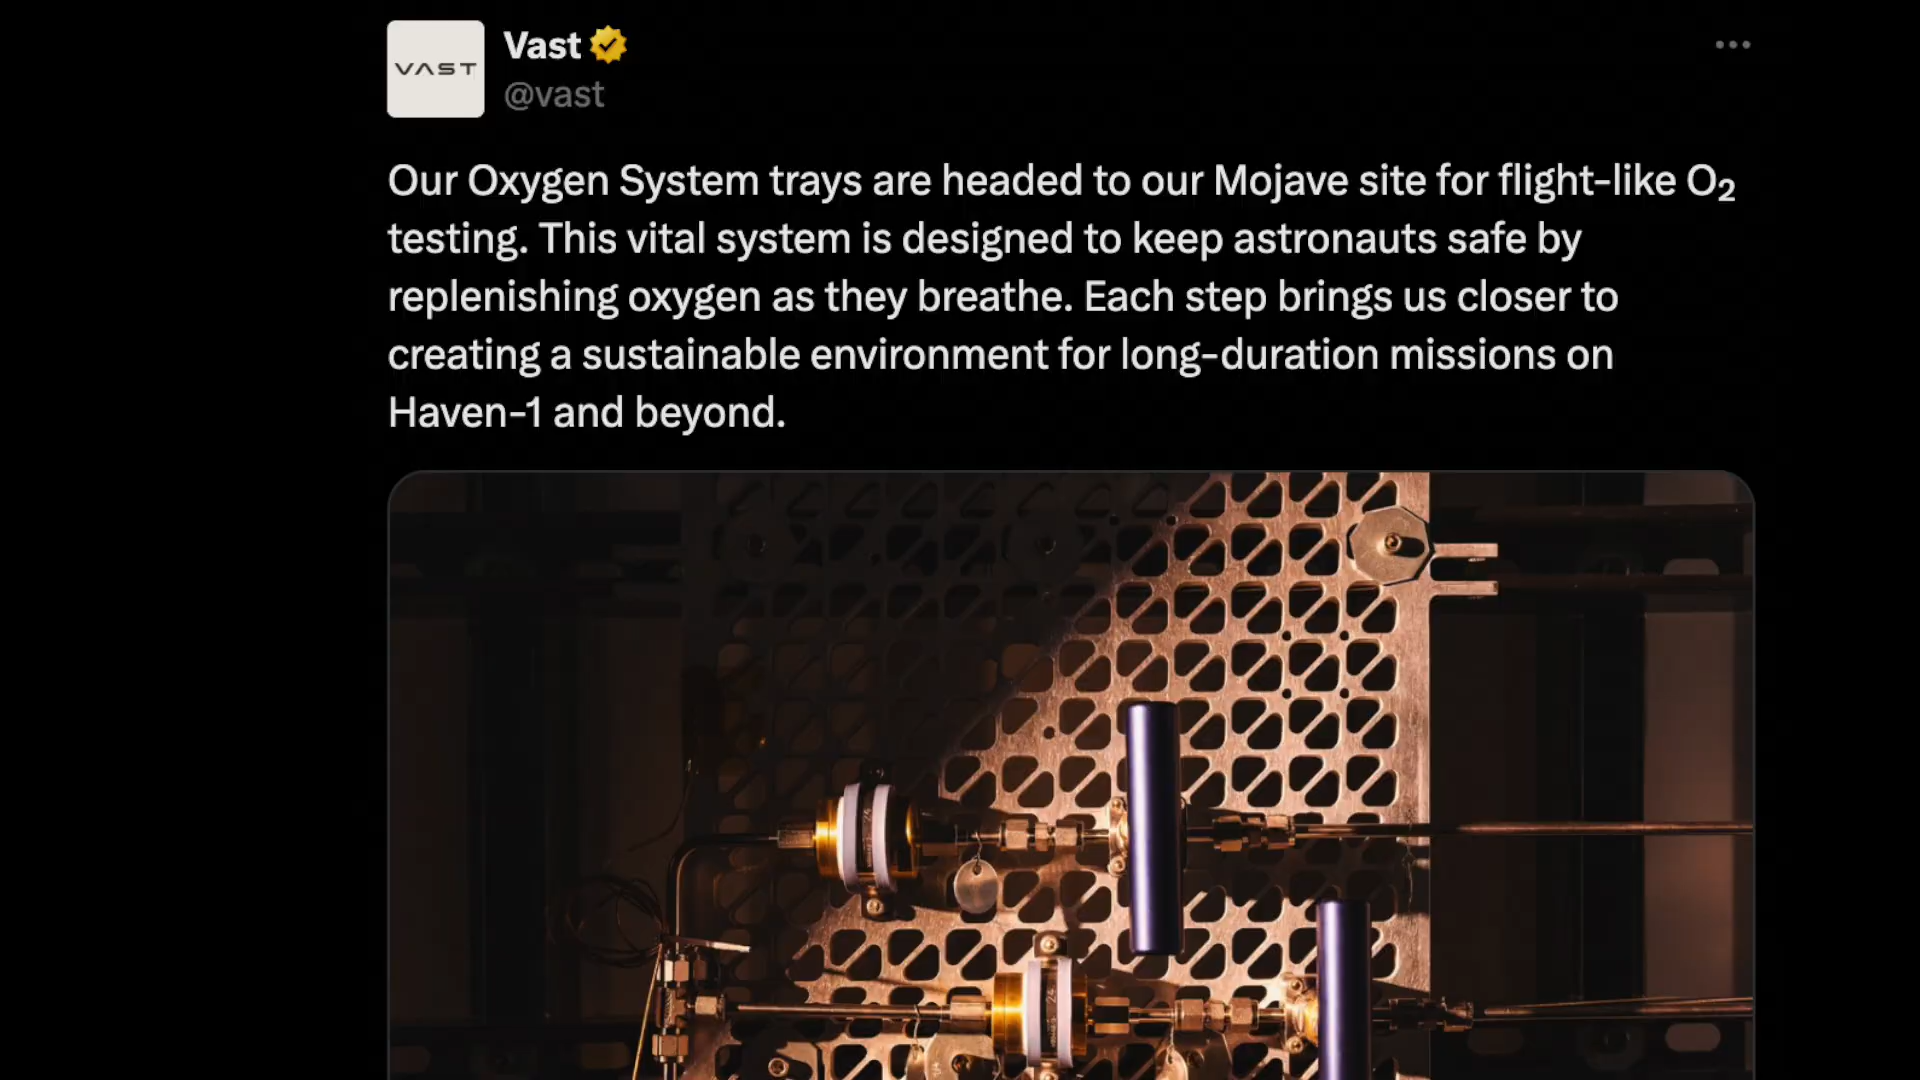 VAST
Vast
@vast
Our Oxygen System trays are headed to our Mojave site for flight-like O₂
testing. This vital system is designed to keep astronauts safe by
replenishing oxygen as they breathe. Each step brings us closer to
creating a sustainable environment for long-duration missions on
Haven-1 and beyond.
24
24